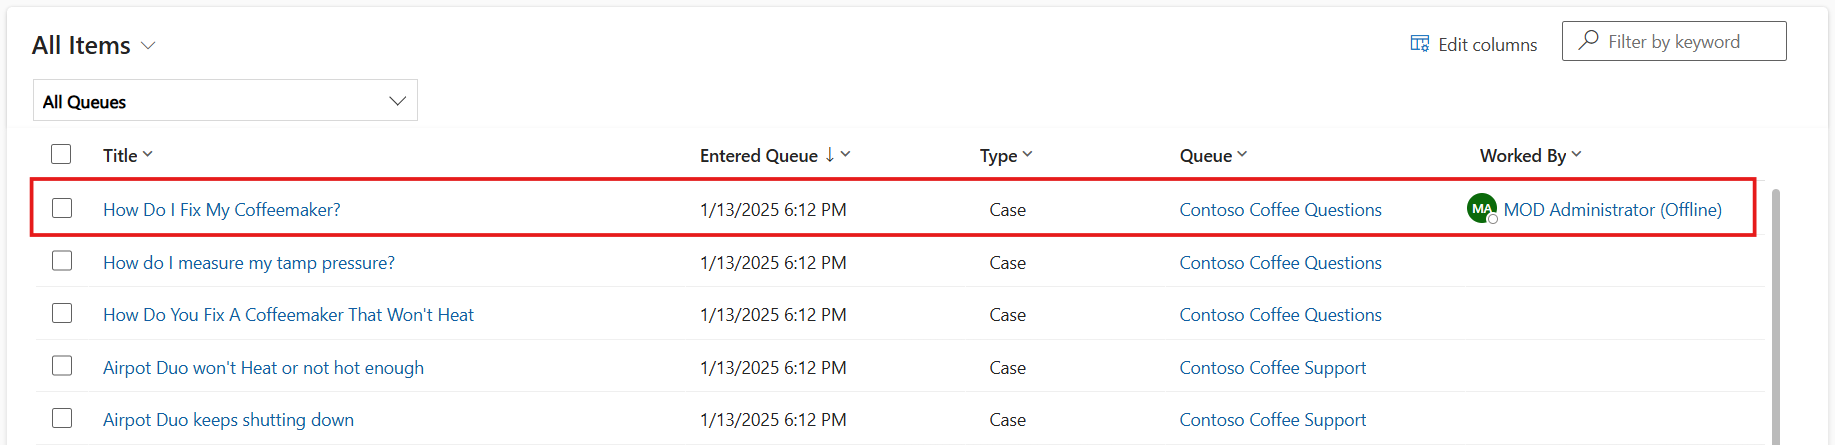 All Items
Edit columns
Filter by keyword
All Queues
Title Entered Queue ↓ Type Queue Worked By
How Do I Fix My Coffeemaker? 1/13/2025 6:12 PM Case Contoso Coffee Questions MA MOD Administrator (Offline)
How do I measure my tamp pressure? 1/13/2025 6:12 PM Case Contoso Coffee Questions
How Do You Fix A Coffeemaker That Won't Heat 1/13/2025 6:12 PM Case Contoso Coffee Questions
Airpot Duo won't Heat or not hot enough 1/13/2025 6:12 PM Case Contoso Coffee Support
Airpot Duo keeps shutting down 1/13/2025 6:12 PM Case Contoso Coffee Support